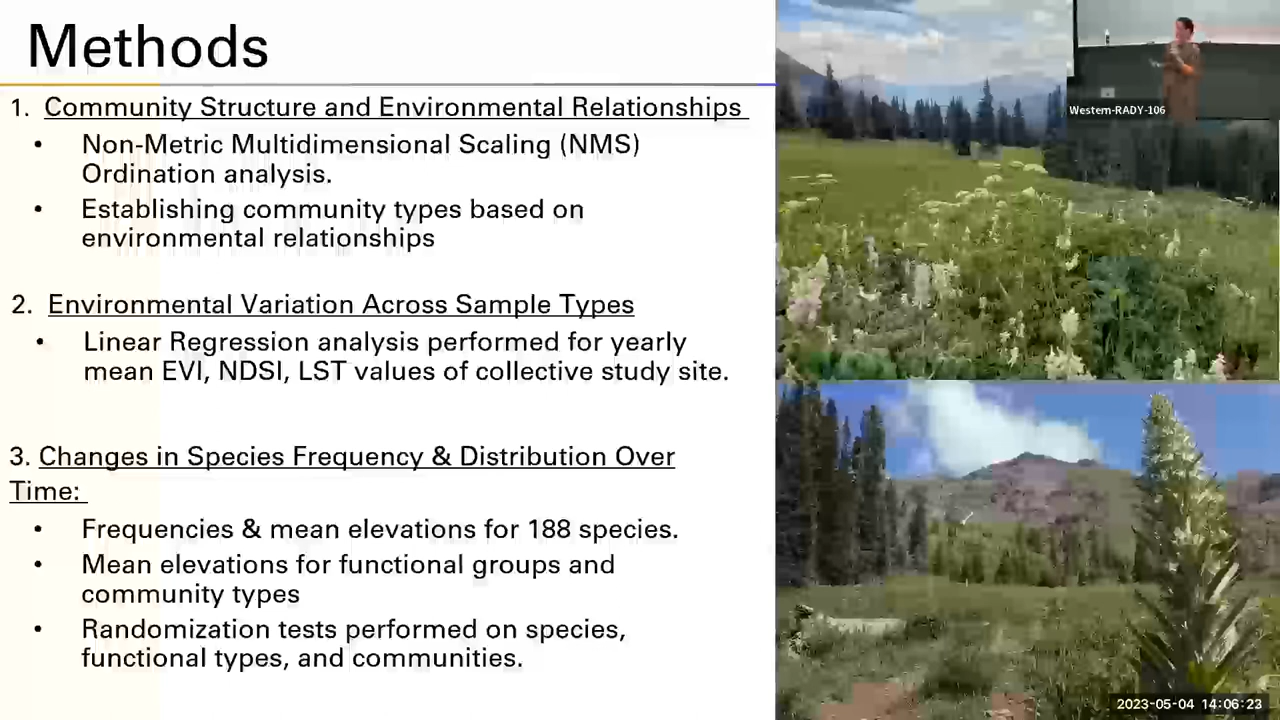 Methods
1. Community Structure and Environmental Relationships
• Non-Metric Multidimensional Scaling (NMS)
Ordination analysis.
• Establishing community types based on
environmental relationships
2. Environmental Variation Across Sample Types
• Linear Regression analysis performed for yearly
mean EVI, NDSI, LST values of collective study site.
3. Changes in Species Frequency & Distribution Over
Time:
• Frequencies & mean elevations for 188 species.
• Mean elevations for functional groups and
community types
• Randomization tests performed on species,
functional types, and communities.
Western-RADY-106
2023-05-04 14:06:23